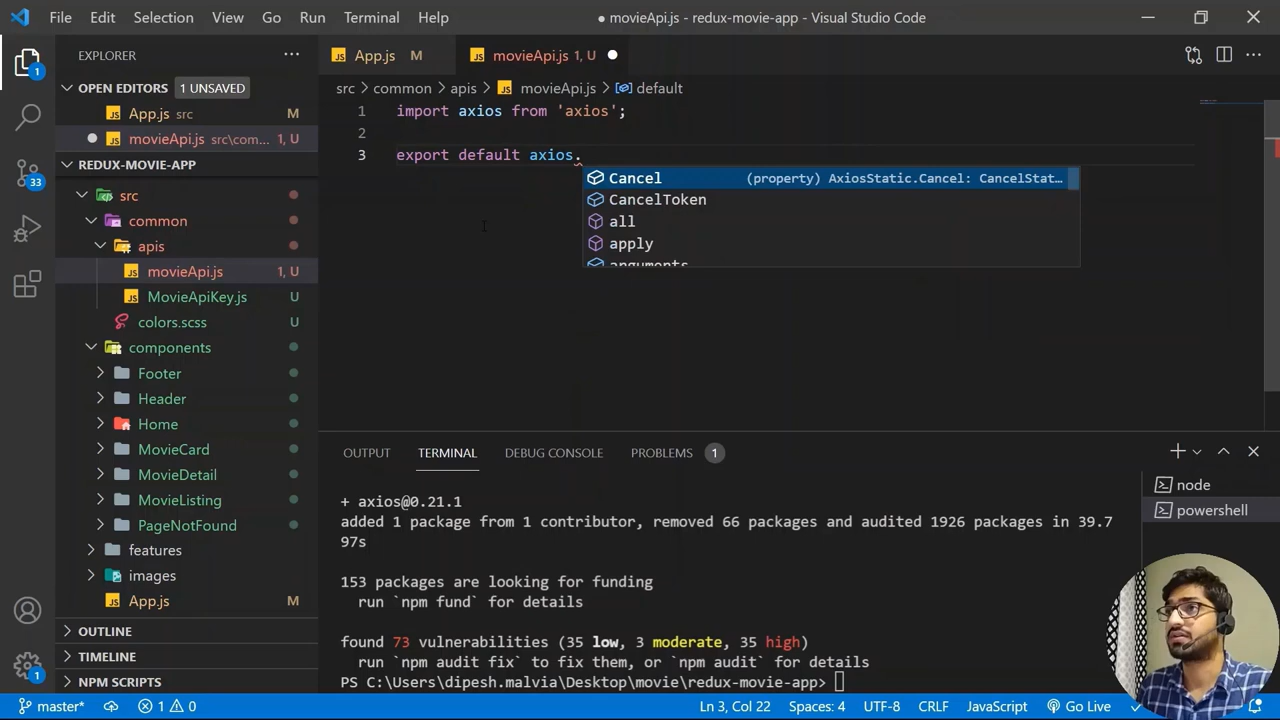 File Edit Selection View Go Run Terminal Help
● movieApi.js - redux-movie-app - Visual Studio Code
EXPLORER
OPEN EDITORS 1 UNSAVED
App.js src M
movieApi.js src\com... 1, U
REDUX-MOVIE-APP
src
common
apis
movieApi.js 1, U
MovieApiKey.js U
colors.scss U
components
Footer
Header
Home
MovieCard
MovieDetail
MovieListing
PageNotFound
features
images
App.js M
OUTLINE
TIMELINE
NPM SCRIPTS
1
33
1
App.js M
movieApi.js 1, U
src > common > apis > movieApi.js > default
1 import axios from 'axios';
2
3 export default axios.
Cancel (property) AxiosStatic.Cancel: CancelStat…
CancelToken
all
apply
arguments
OUTPUT TERMINAL DEBUG CONSOLE PROBLEMS 1
+ axios@0.21.1
added 1 package from 1 contributor, removed 66 packages and audited 1926 packages in 39.7
97s
153 packages are looking for funding
run `npm fund` for details
found 73 vulnerabilities (35 low, 3 moderate, 35 high)
run `npm audit fix` to fix them, or `npm audit` for details
PS C:\Users\dipesh.malvia\Desktop\movie\redux-movie-app>
node
powershell
master* 1 0 Ln 3, Col 22 Spaces: 4 UTF-8 CRLF JavaScript Go Live